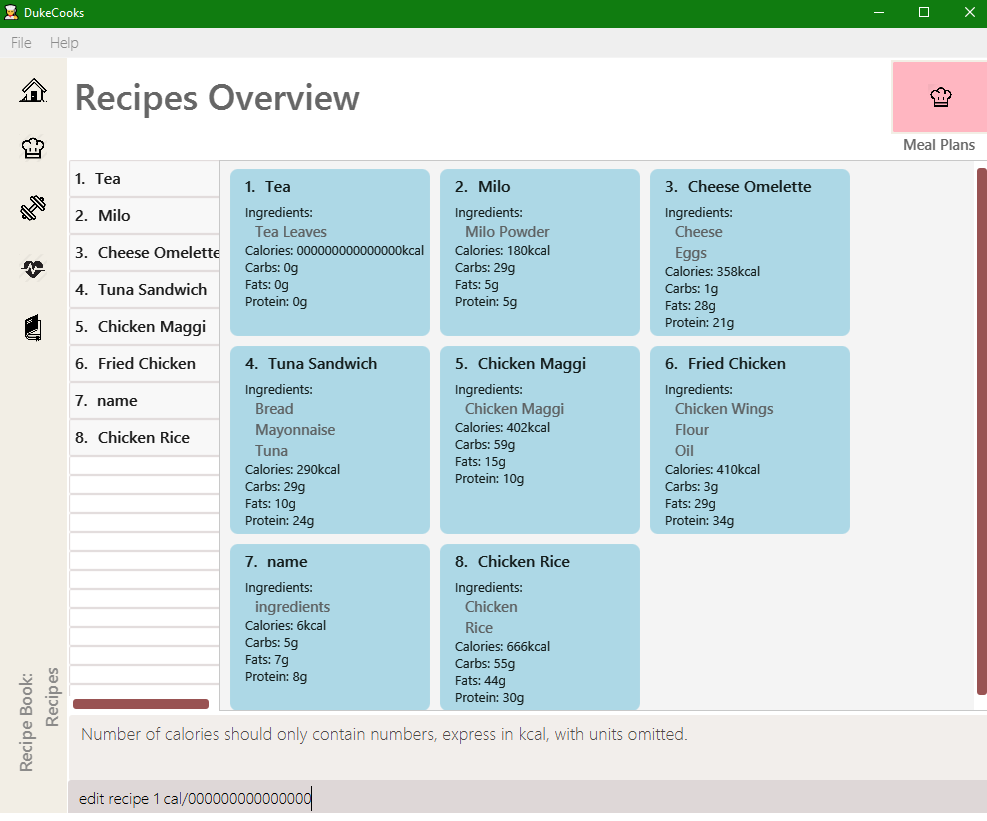 DukeCooks
File Help
Recipes Overview
Meal Plans
1. Tea
2. Milo
3. Cheese Omelette
4. Tuna Sandwich
5. Chicken Maggi
6. Fried Chicken
7. name
8. Chicken Rice
1. Tea
Ingredients:
Tea Leaves
Calories: 000000000000000kcal
Carbs: 0g
Fats: 0g
Protein: 0g
2. Milo
Ingredients:
Milo Powder
Calories: 180kcal
Carbs: 29g
Fats: 5g
Protein: 5g
3. Cheese Omelette
Ingredients:
Cheese
Eggs
Calories: 358kcal
Carbs: 1g
Fats: 28g
Protein: 21g
4. Tuna Sandwich
Ingredients:
Bread
Mayonnaise
Tuna
Calories: 290kcal
Carbs: 29g
Fats: 10g
Protein: 24g
5. Chicken Maggi
Ingredients:
Chicken Maggi
Calories: 402kcal
Carbs: 59g
Fats: 15g
Protein: 10g
6. Fried Chicken
Ingredients:
Chicken Wings
Flour
Oil
Calories: 410kcal
Carbs: 3g
Fats: 29g
Protein: 34g
7. name
Ingredients:
ingredients
Calories: 6kcal
Carbs: 5g
Fats: 7g
Protein: 8g
8. Chicken Rice
Ingredients:
Chicken
Rice
Calories: 666kcal
Carbs: 55g
Fats: 44g
Protein: 30g
Recipe Book:
Recipes
Number of calories should only contain numbers, express in kcal, with units omitted.
edit recipe 1 cal/000000000000000